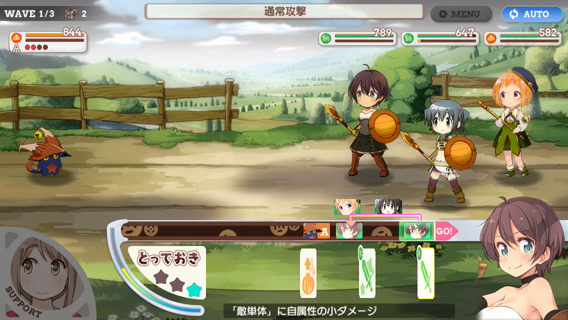 WAVE 1/3
2
通常攻撃
MENU
AUTO
844
A
789
647
582
A
GO!
とっておき
SUPPORT
「敵単体」に自属性の小ダメージ